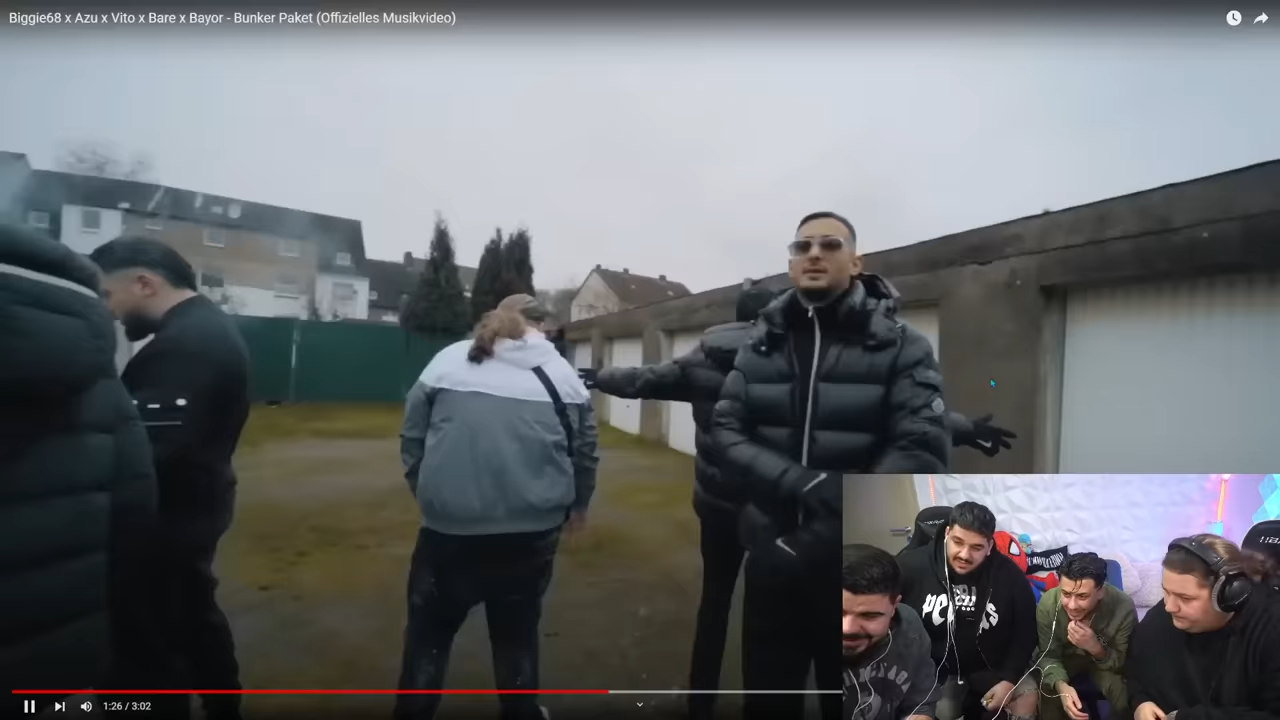 Biggie68 x Azu x Vito x Bare x Bayor - Bunker Paket (Offizielles Musikvideo)
1:26 / 3:02